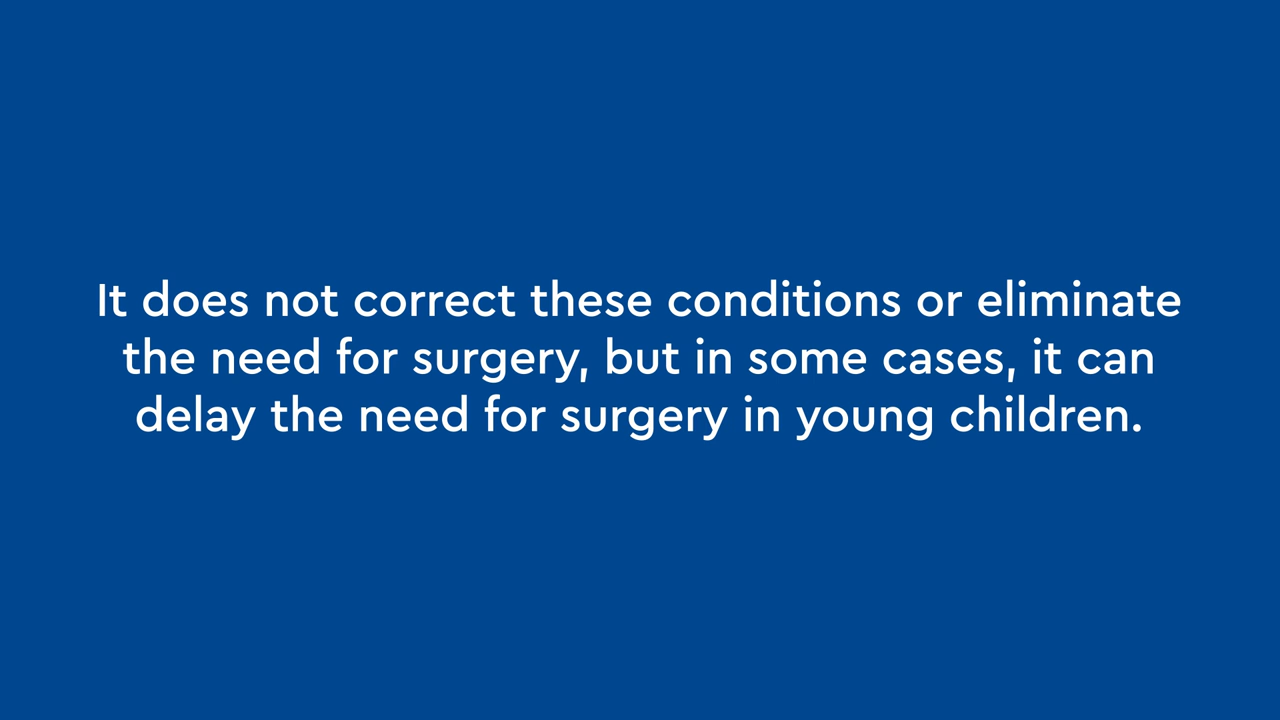 It does not correct these conditions or eliminate
the need for surgery, but in some cases, it can
delay the need for surgery in young children.